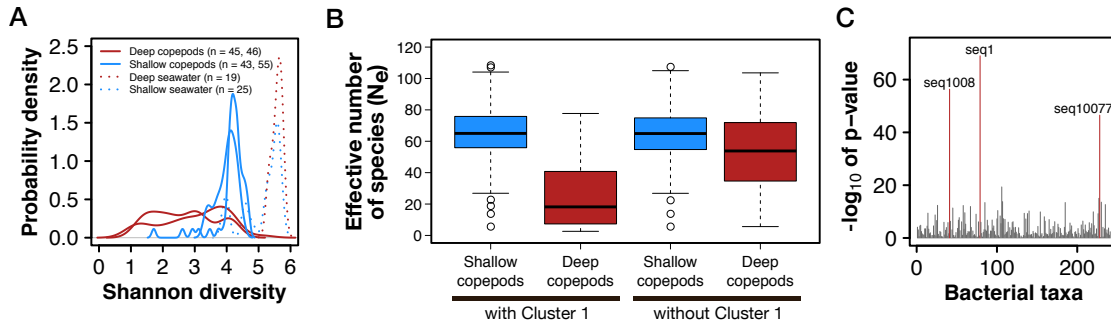 A
Probability density
2.5
2.0
1.5
1.0
0.5
0.0
Deep copepods (n = 45, 46)
Shallow copepods (n = 43, 55)
Deep seawater (n = 19)
Shallow seawater (n = 25)
0 1 2 3 4 5 6
Shannon diversity
B
Effective number
of species (Ne)
120
100
80
60
40
20
0
Shallow copepods
Deep copepods
Shallow copepods
Deep copepods
with Cluster 1
without Cluster 1
C
-log10 of p-value
60
40
20
0
seq1
seq1008
seq10077
0 100 200
Bacterial taxa